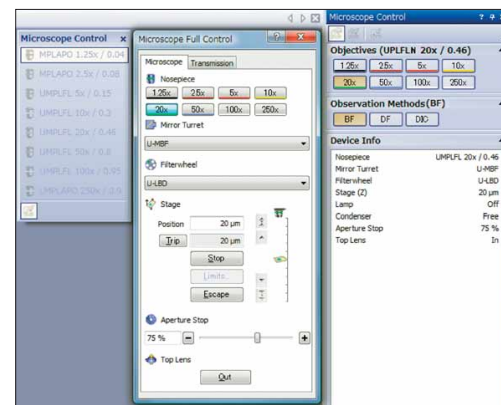 Microscope Control
MPLAPO 1.25x / 0.04
MPLAPO 2.5x / 0.08
UMPLFL 5x / 0.15
UMPLFL 10x / 0.3
UMPLFL 20x / 0.46
UMPLFL 50x / 0.8
UMPLFL 100x / 0.95
UMPLAPO 250x / 0.9
Microscope Full Control
Microscope Transmission
Nosepiece
1.25x 2.5x 5x 10x
20x 50x 100x 250x
Mirror Turret
U-MBF
Filterwheel
U-LBD
Stage
Position 20 µm
Trip 20 µm
Stop
Limits...
Escape
Aperture Stop
75 %
Top Lens
Out
Microscope Control
Objectives (UPLFLN 20x / 0.46)
1.25x 2.5x 5x 10x
20x 50x 100x 250x
Observation Methods(BF)
BF DF DIC
Device Info
Nosepiece UMPLFL 20x / 0.46
Mirror Turret U-MBF
Filterwheel U-LBD
Stage (Z) 20 µm
Lamp Off
Condenser Free
Aperture Stop 75 %
Top Lens In